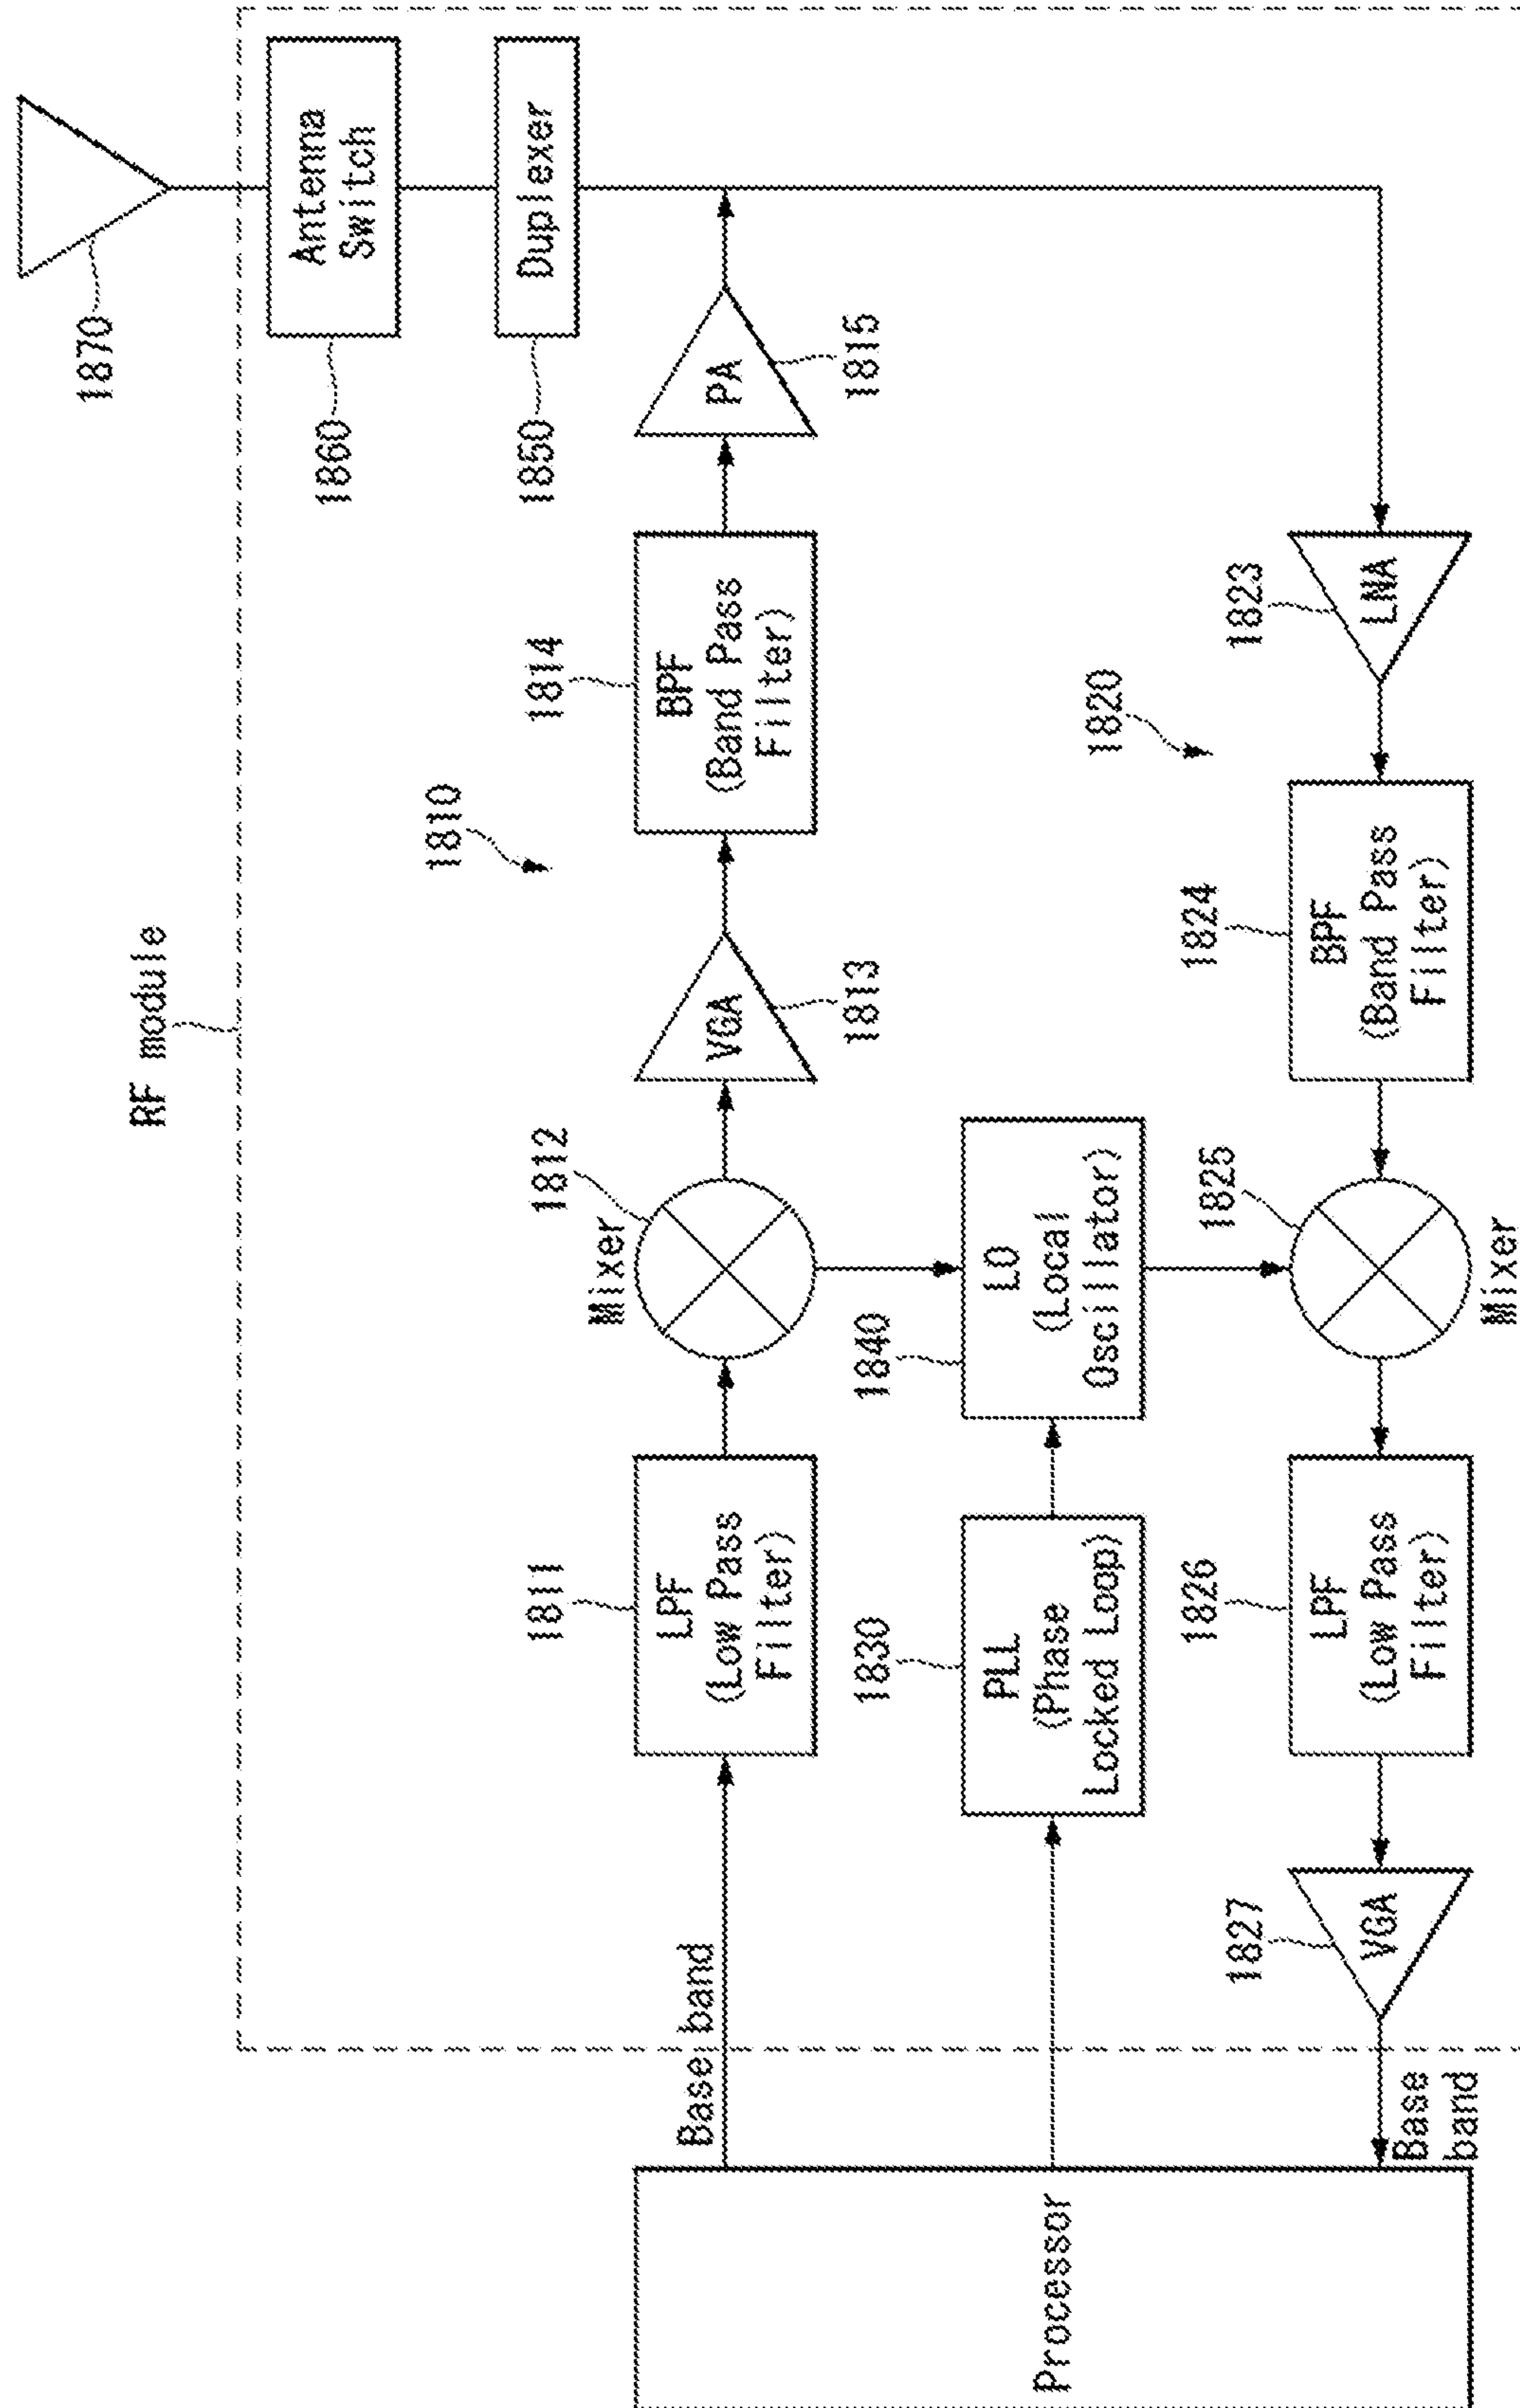 RF module
1870
Antenna
Switch
1860
Duplexer
1850
1810
Base band
1811
LPF
(Low Pass
Filter)
Mixer
1812
VGA
1813
1814
BPF
(Band Pass
Filter)
PA
1815
Processor
1830
PLL
(Phase
Locked Loop)
1840
LO
(Local
Oscillator)
1820
Base
band
1827
VGA
1826
LPF
(Low Pass
Filter)
1825
Mixer
1824
BPF
(Band Pass
Filter)
1823
LNA